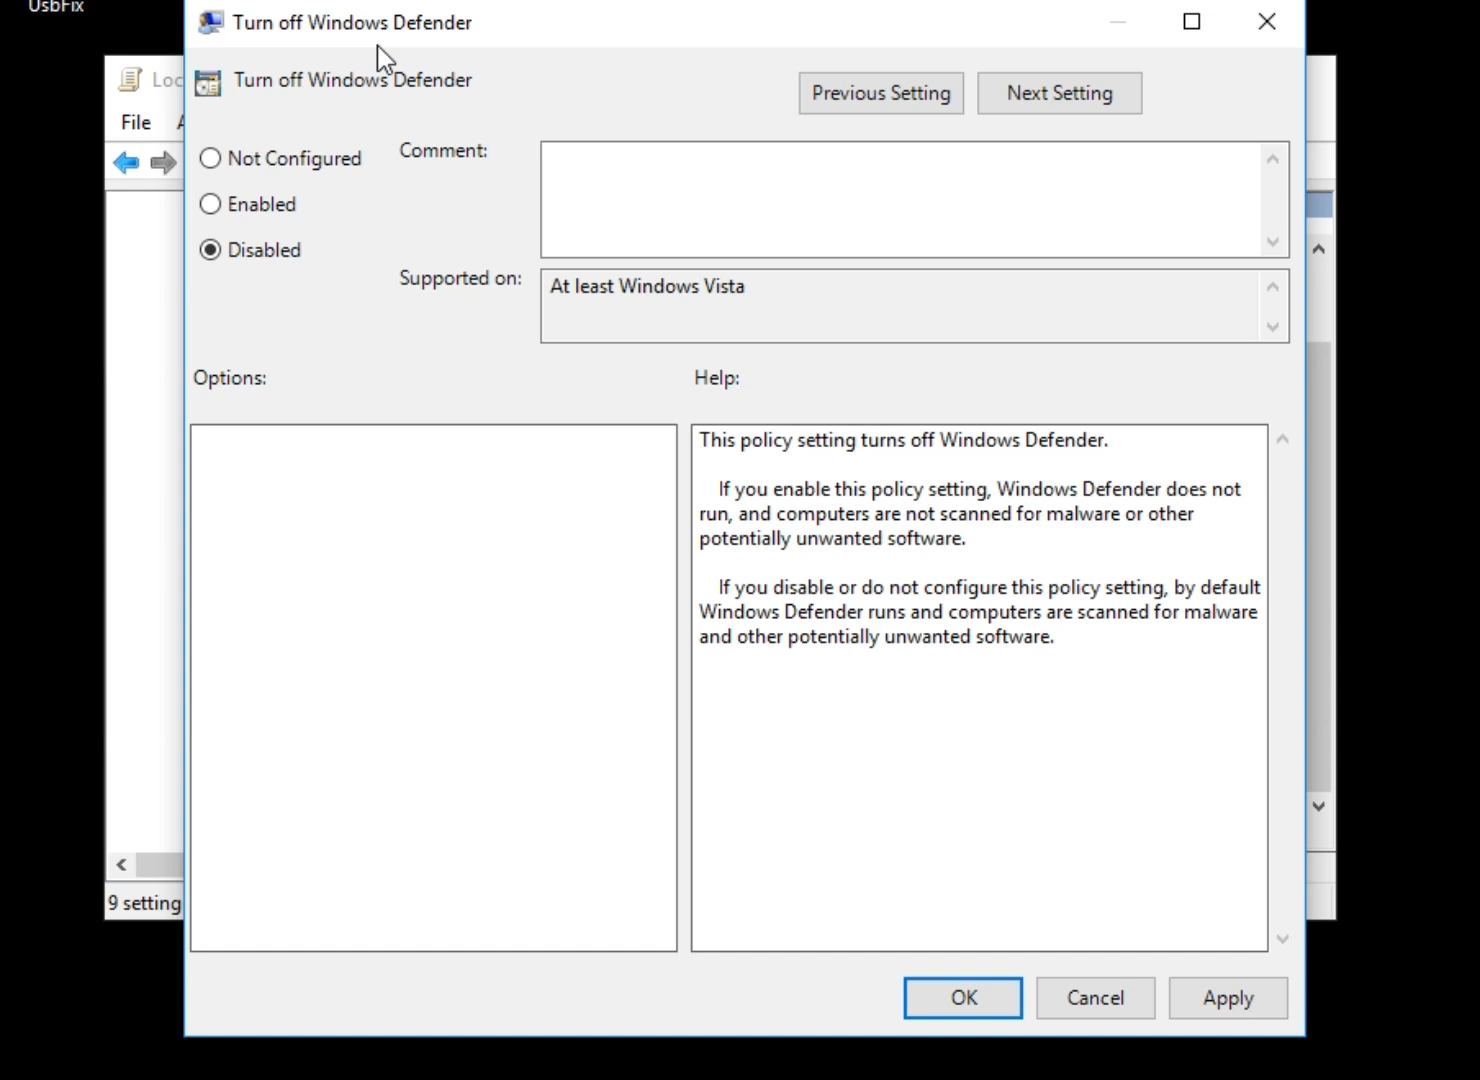 UsbFix
Turn off Windows Defender
Loc
Turn off Windows Defender
Previous Setting
Next Setting
File
Not Configured
Comment:
Enabled
Disabled
Supported on:
At least Windows Vista
Options:
Help:
This policy setting turns off Windows Defender.
If you enable this policy setting, Windows Defender does not
run, and computers are not scanned for malware or other
potentially unwanted software.
If you disable or do not configure this policy setting, by default
Windows Defender runs and computers are scanned for malware
and other potentially unwanted software.
9 setting
OK
Cancel
Apply